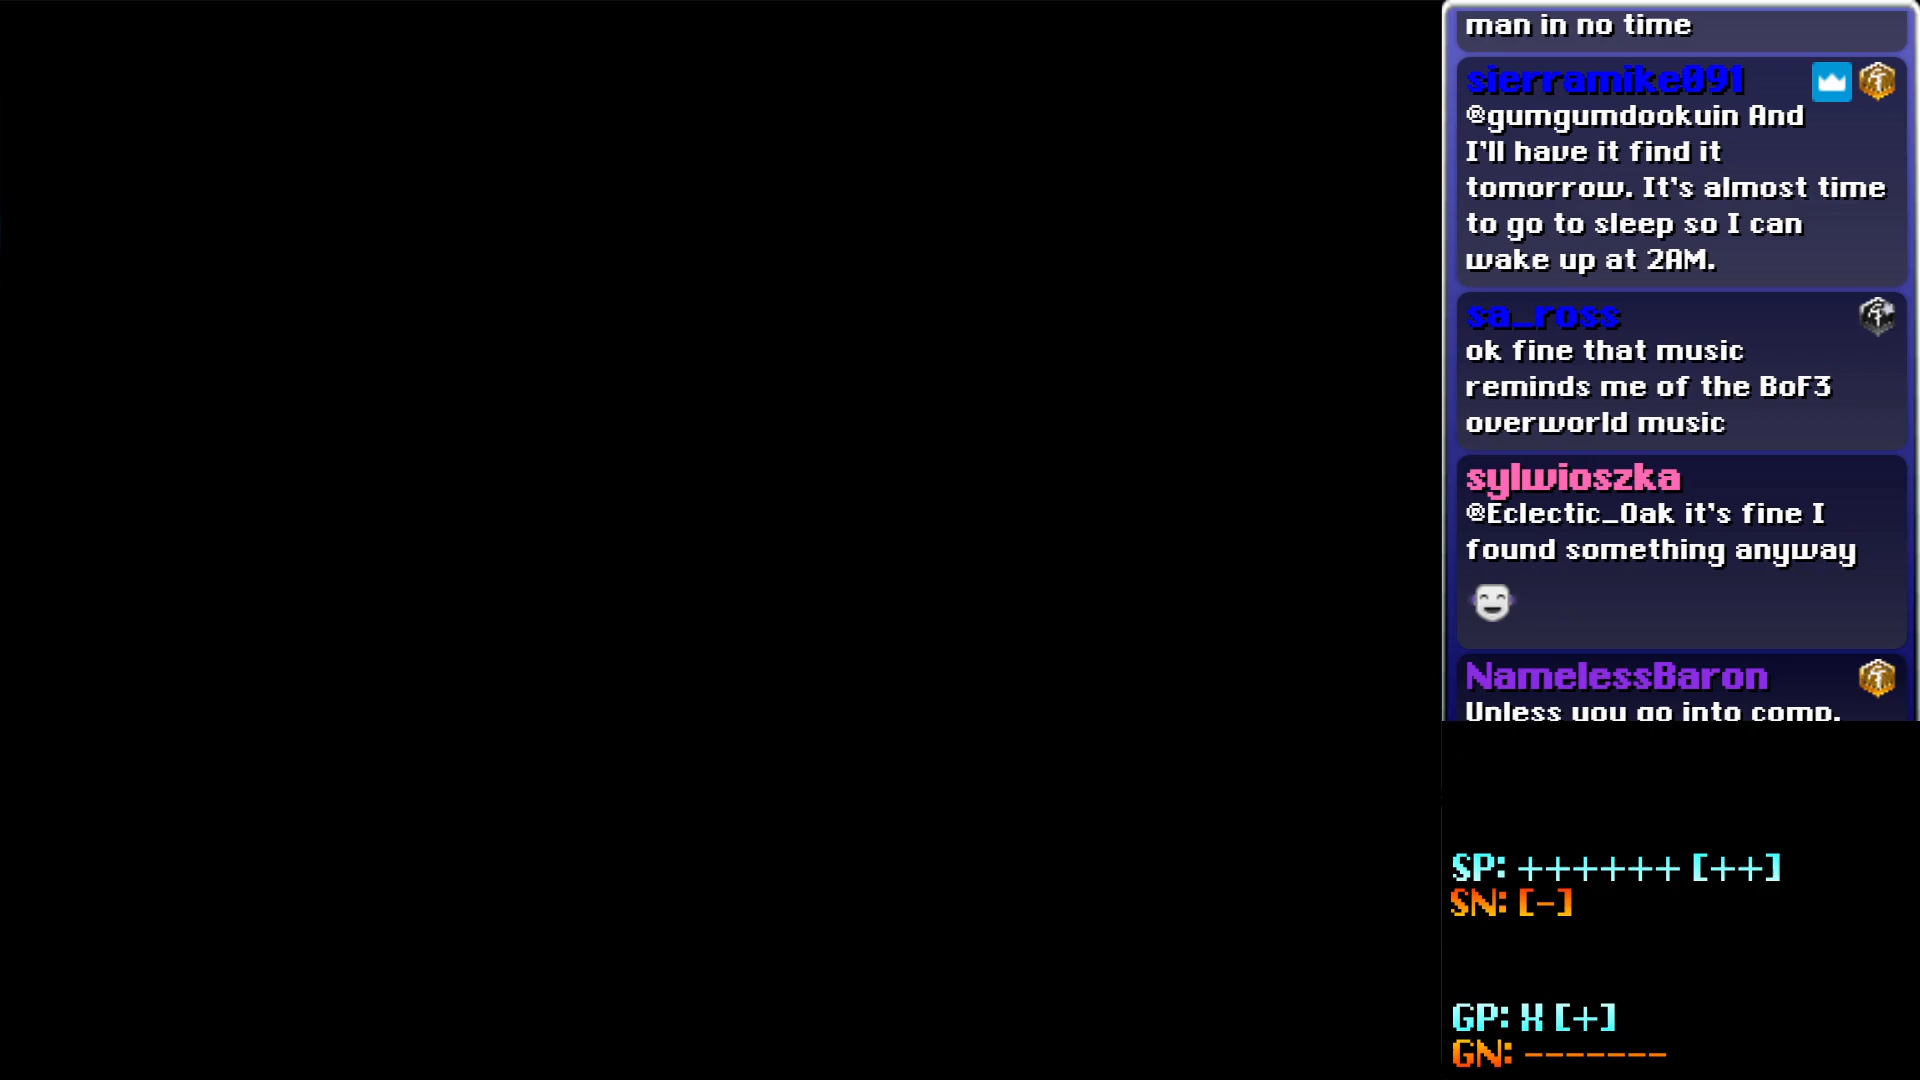 man in no time
sierramike091
@gumgumdookuin And
I'll have it find it
tomorrow. It's almost time
to go to sleep so I can
wake up at 2AM.
sa_ross
ok fine that music
reminds me of the BoF3
overworld music
sylwioszka
@Eclectic_Oak it's fine I
found something anyway
NamelessBaron
Unless you go into comp,
SP: ++++++ [++]
SN: [-]
GP: X [+]
GN: -------